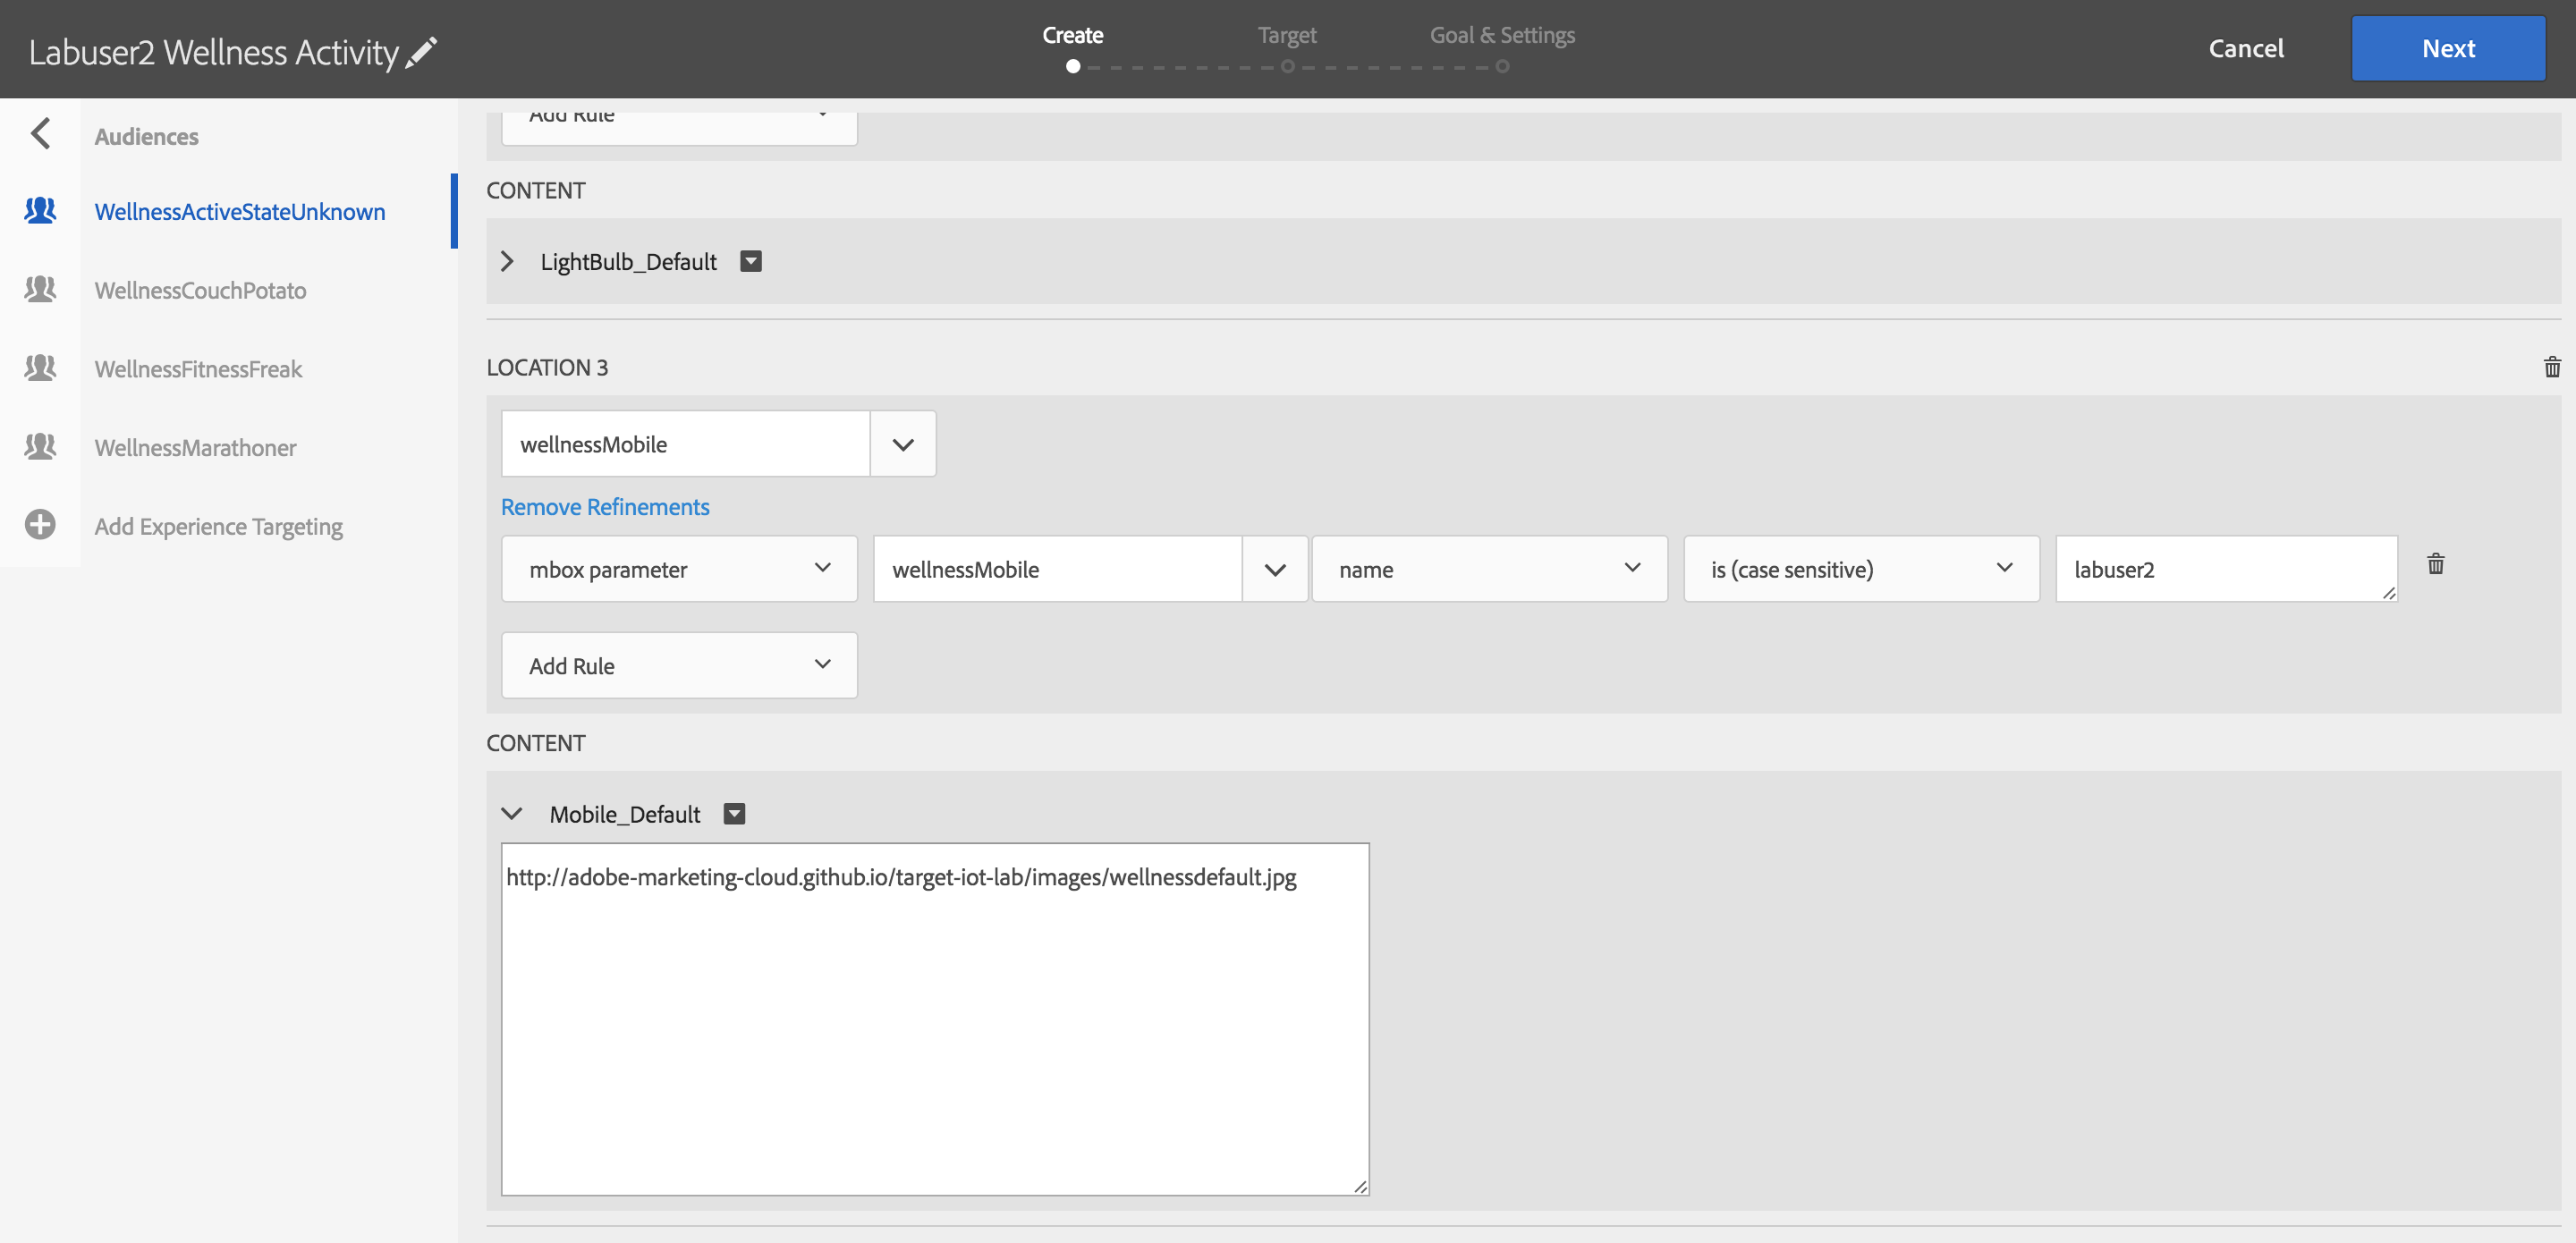 Labuser2 Wellness Activity
Create
Target
Goal & Settings
Cancel
Next
Audiences
WellnessActiveStateUnknown
WellnessCouchPotato
WellnessFitnessFreak
WellnessMarathoner
Add Experience Targeting
Add Rule
CONTENT
LightBulb_Default
LOCATION 3
wellnessMobile
Remove Refinements
mbox parameter wellnessMobile name is (case sensitive) labuser2
Add Rule
CONTENT
Mobile_Default
http://adobe-marketing-cloud.github.io/target-iot-lab/images/wellnessdefault.jpg